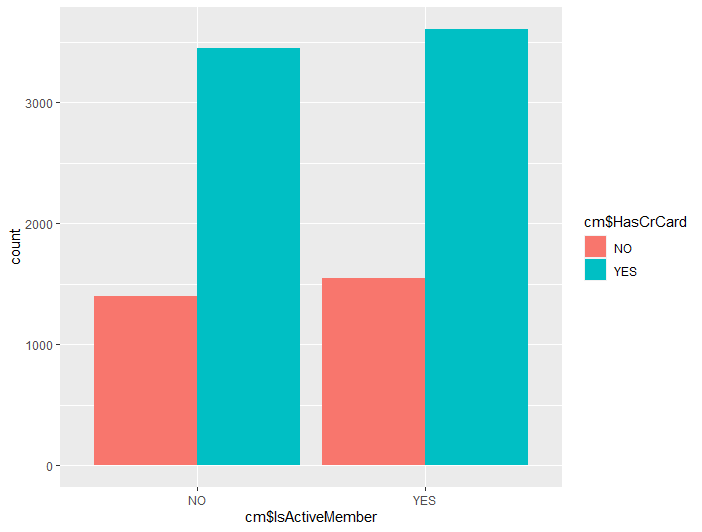 count
3000
2000
1000
0
NO
YES
cm$IsActiveMember
cm$HasCrCard
NO
YES